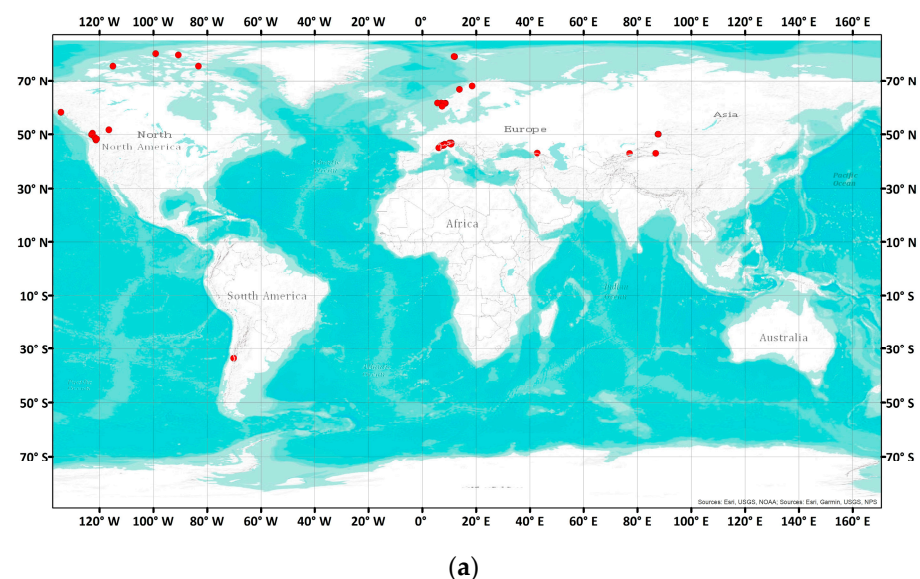 70° N
70° N
North
North America
Europe
Asia
50° N
50° N
30° N
30° N
Pacific
Ocean
Africa
10° N
10° N
South America
Indian
Ocean
10° S
10° S
30° S
30° S
Australia
50° S
50° S
70° S
70° S
Sources: Esri, USGS, NOAA; Sources: Esri, Garmin, USGS, NPS
120° W 100° W 80° W 60° W 40° W 20° W 0° 20° E 40° E 60° E 80° E 100° E 120° E 140° E 160° E
(a)